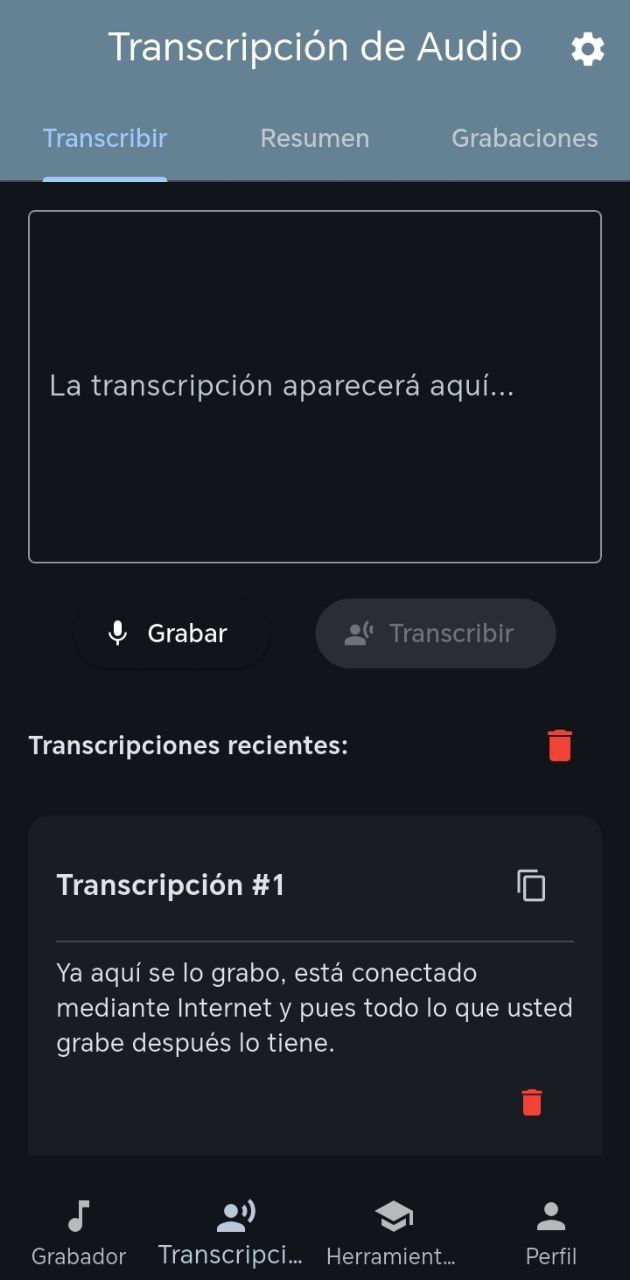 Transcripción de Audio
Transcribir
Resumen
Grabaciones
La transcripción aparecerá aquí...
Grabar
Transcribir
Transcripciones recientes:
Transcripción #1
Ya aquí se lo grabo, está conectado
mediante Internet y pues todo lo que usted
grabe después lo tiene.
Grabador
Transcripci...
Herramient...
Perfil